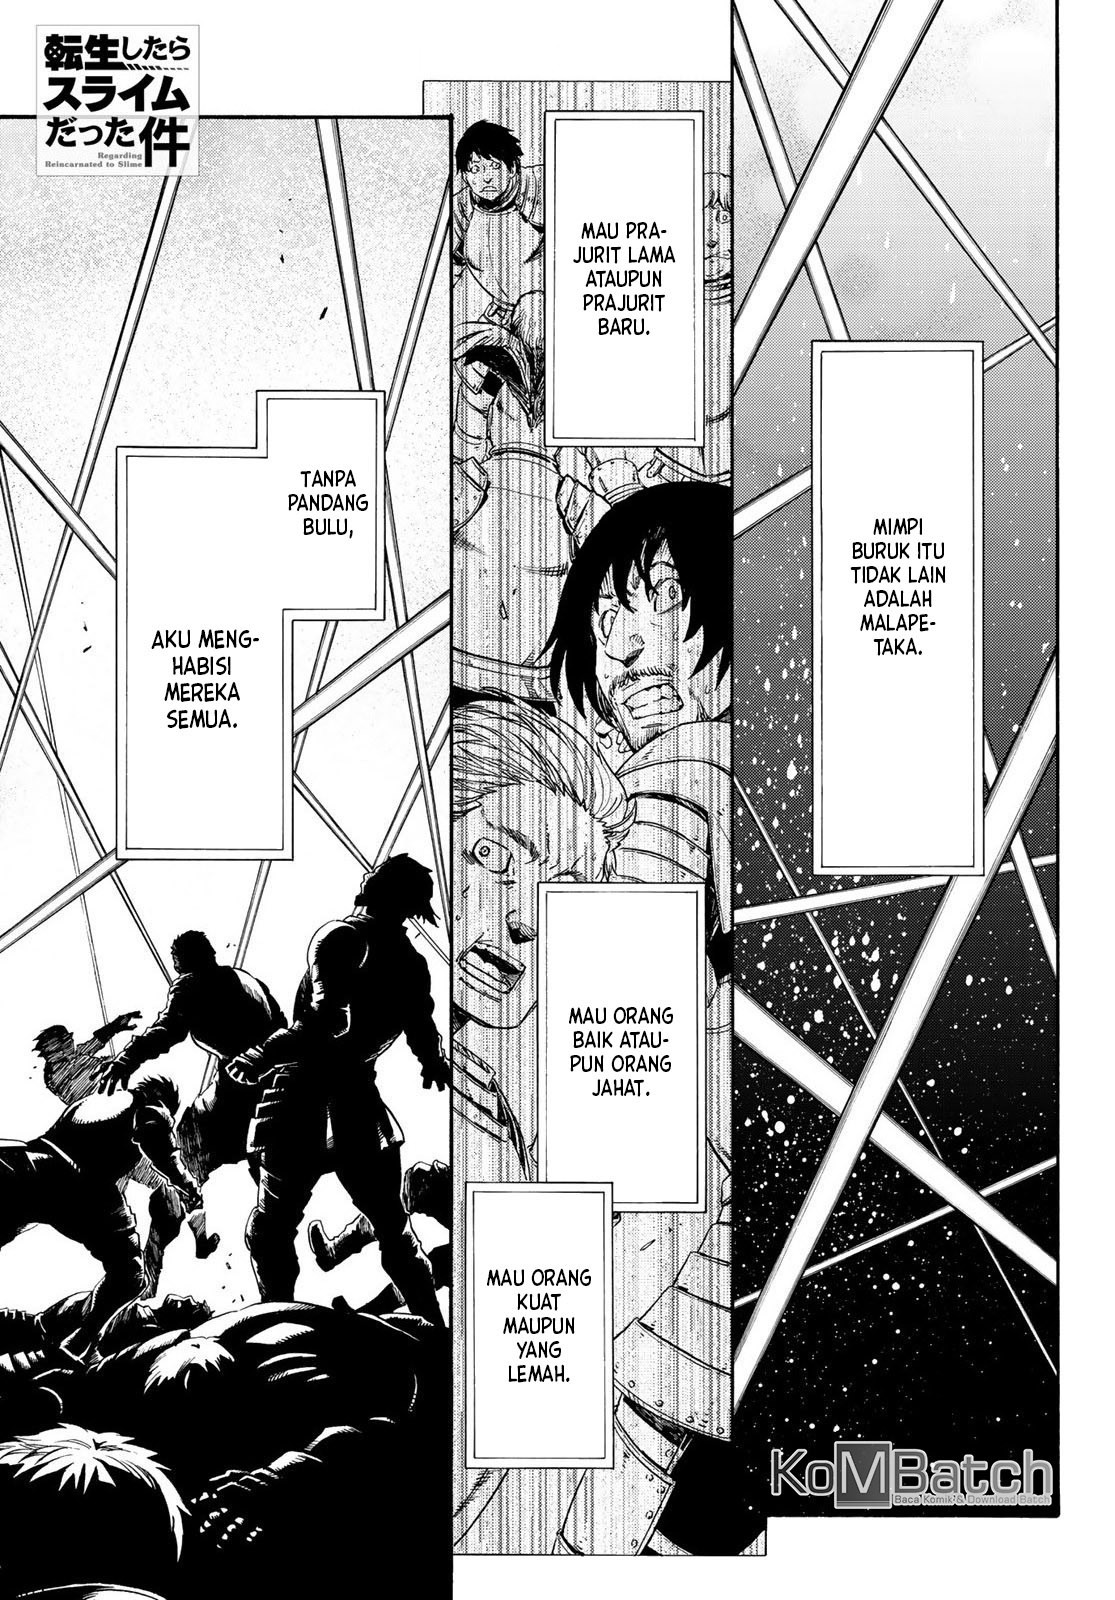 転生したら
スライム
だった件
Regarding
Reincarnated to Slime
MIMPI
BURUK ITU
TIDAK LAIN
ADALAH
MALAPE-
TAKA.
MAU PRA-
JURIT LAMA
ATAUPUN
PRAJURIT
BARU.
MAU ORANG
BAIK ATAU-
PUN ORANG
JAHAT.
MAU ORANG
KUAT
MAUPUN
YANG
LEMAH.
TANPA
PANDANG
BULU,
AKU MENG-
HABISI
MEREKA
SEMUA.
KoMBatch
Baca Komik & Download Batch